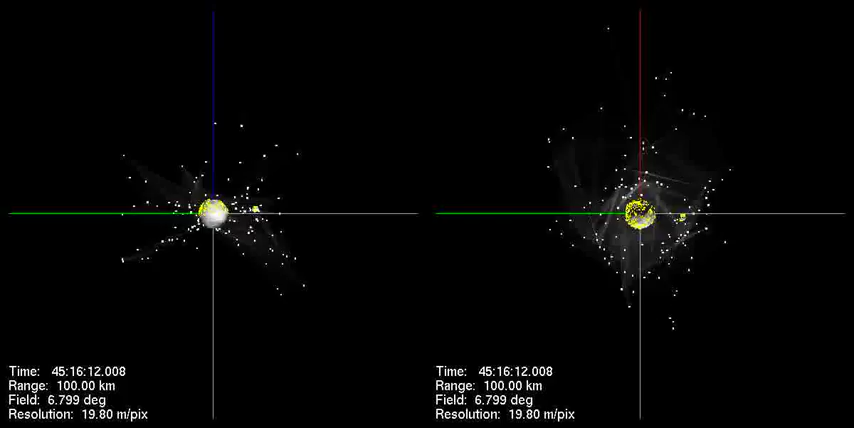 Time: 45:16:12.008
Range: 100.00 km
Field: 6.799 deg
Resolution: 19.80 m/pix
Time: 45:16:12.008
Range: 100.00 km
Field: 6.799 deg
Resolution: 19.80 m/pix